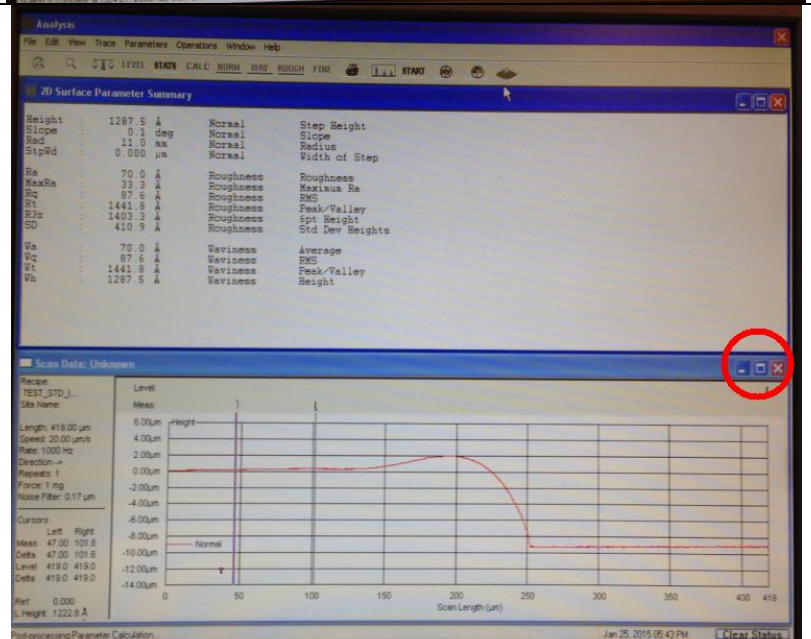 Analysis
File Edit View Trace Parameters Operations Window Help
LEVEL STATS CALC NORM WAV ROUGH FINE START
2D Surface Parameter Summary
Height : 1287.5 Å Normal Step Height
Slope : 0.1 deg Normal Slope
Rad : 11.0 mm Normal Radius
StpWd : 0.000 µm Normal Width of Step
Ra : 70.0 Å Roughness Roughness
MaxRa : 33.3 Å Roughness Maximum Ra
Rq : 87.6 Å Roughness RMS
Rt : 1441.8 Å Roughness Peak/Valley
R3z : 1403.3 Å Roughness 6pt Height
SD : 410.9 Å Roughness Std Dev Heights
Wa : 70.0 Å Waviness Average
Wq : 87.6 Å Waviness RMS
Wt : 1441.8 Å Waviness Peak/Valley
Wh : 1287.5 Å Waviness Height
Scan Data: Unknown
Recipe:
TEST_STD_I...
Site Name:
Length: 419.00 µm
Speed: 20.00 µm/s
Rate: 1000 Hz
Direction ->
Repeats: 1
Force: 1 mg
Noise Filter: 0.17 µm
Cursors
Left Right
Meas 47.00 101.6
Delta 47.00 101.6
Level 419.0 419.0
Delta 419.0 419.0
Ref: 0.000
L Height 1222.8 Å
Level:
Meas:
Height
6.00µm
4.00µm
2.00µm
0.00µm
-2.00µm
-4.00µm
-6.00µm
-8.00µm
-10.00µm
-12.00µm
-14.00µm
Normal
0 50 100 150 200 250 300 350 400 419
Scan Length (µm)
Post-processing Parameter Calculation... Jan 25, 2015 05:43 PM Clear Status